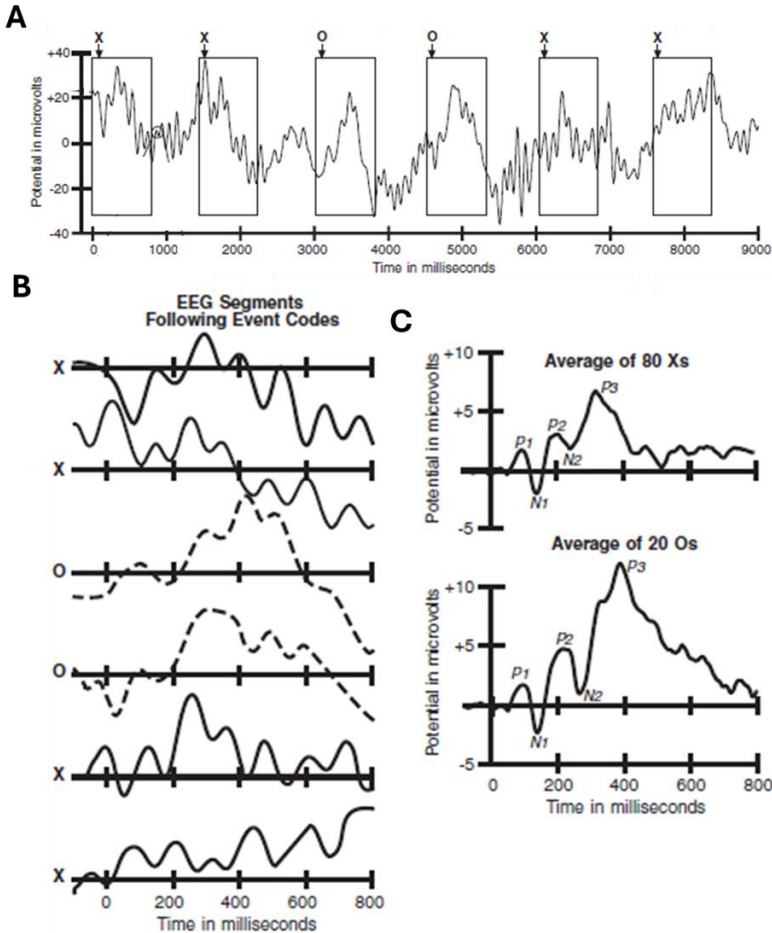 A
X X O O X X
+40
+20
0
-20
-40
Potential in microvolts
0 1000 2000 3000 4000 5000 6000 7000 8000 9000
Time in milliseconds
B
EEG Segments
Following Event Codes
X
X
O
O
X
X
0 200 400 600 800
Time in milliseconds
C
Average of 80 Xs
+10
+5
-5
Potential in microvolts
P1
N1
P2
N2
P3
Average of 20 Os
+10
+5
-5
Potential in microvolts
P1
N1
P2
N2
P3
0 200 400 600 800
Time in milliseconds